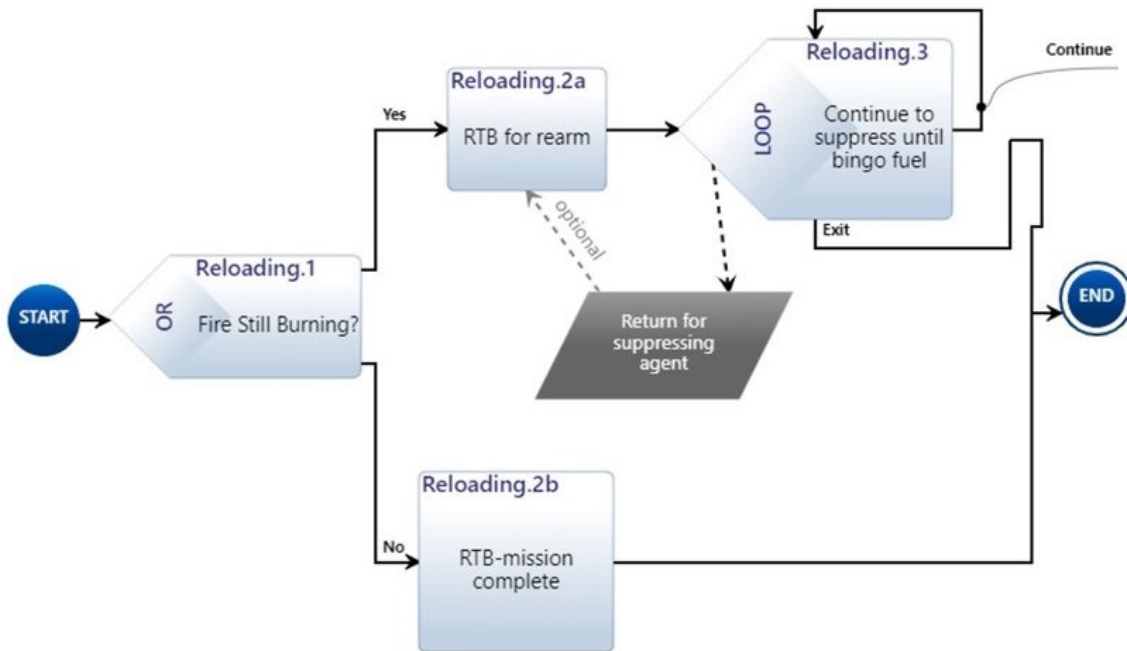 Reloading.2a
RTB for rearm
Reloading.3
LOOP
Continue to
suppress until
bingo fuel
Continue
Yes
optional
Exit
START
Reloading.1
OR
Fire Still Burning?
Return for
suppressing
agent
END
No
Reloading.2b
RTB-mission
complete